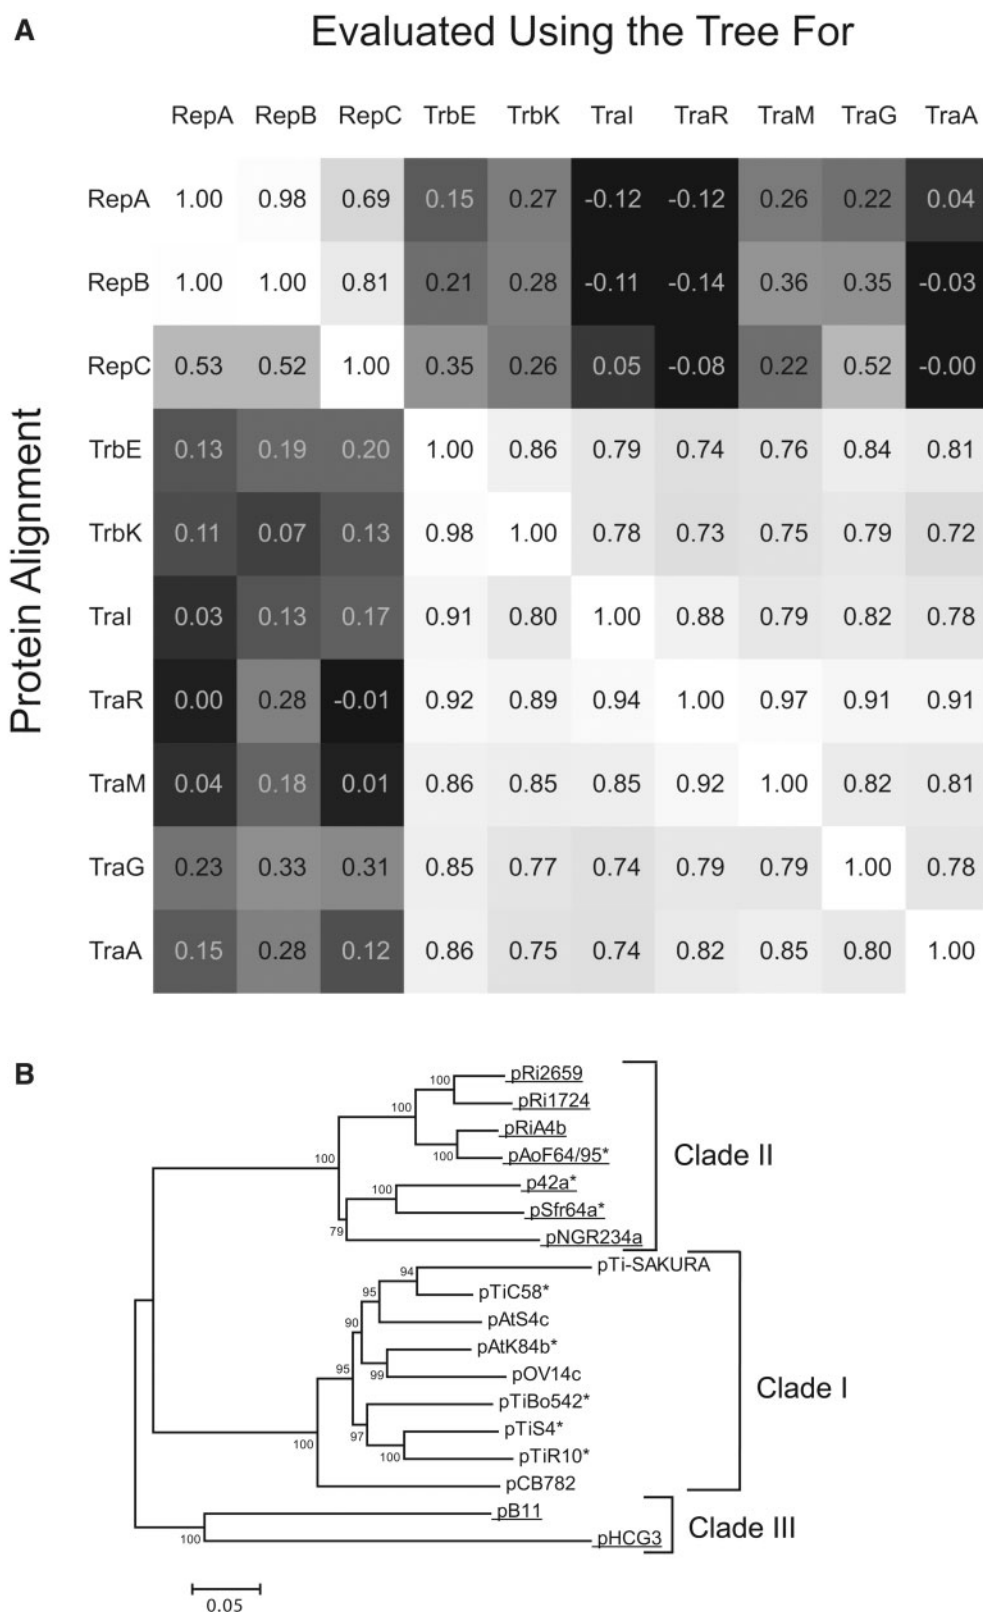 A
Evaluated Using the Tree For
RepA RepB RepC TrbE TrbK TraI TraR TraM TraG TraA
Protein Alignment
RepA 1.00 0.98 0.69 0.15 0.27 -0.12 -0.12 0.26 0.22 0.04
RepB 1.00 1.00 0.81 0.21 0.28 -0.11 -0.14 0.36 0.35 -0.03
RepC 0.53 0.52 1.00 0.35 0.26 0.05 -0.08 0.22 0.52 -0.00
TrbE 0.13 0.19 0.20 1.00 0.86 0.79 0.74 0.76 0.84 0.81
TrbK 0.11 0.07 0.13 0.98 1.00 0.78 0.73 0.75 0.79 0.72
TraI 0.03 0.13 0.17 0.91 0.80 1.00 0.88 0.79 0.82 0.78
TraR 0.00 0.28 -0.01 0.92 0.89 0.94 1.00 0.97 0.91 0.91
TraM 0.04 0.18 0.01 0.86 0.85 0.85 0.92 1.00 0.82 0.81
TraG 0.23 0.33 0.31 0.85 0.77 0.74 0.79 0.79 1.00 0.78
TraA 0.15 0.28 0.12 0.86 0.75 0.74 0.82 0.85 0.80 1.00
B
100 pRi2659
pRi1724
100
pRiA4b
100 pAoF64/95*
Clade II
100
100 p42a*
pSfr64a*
79 pNGR234a
94 pTi-SAKURA
pTiC58*
95
pAtS4c
90
pAtK84b*
99 pOV14c
Clade I
95
pTiBo542*
97 pTiS4*
100 pTiR10*
100
pCB782
pB11
Clade III
100 pHCG3
0.05